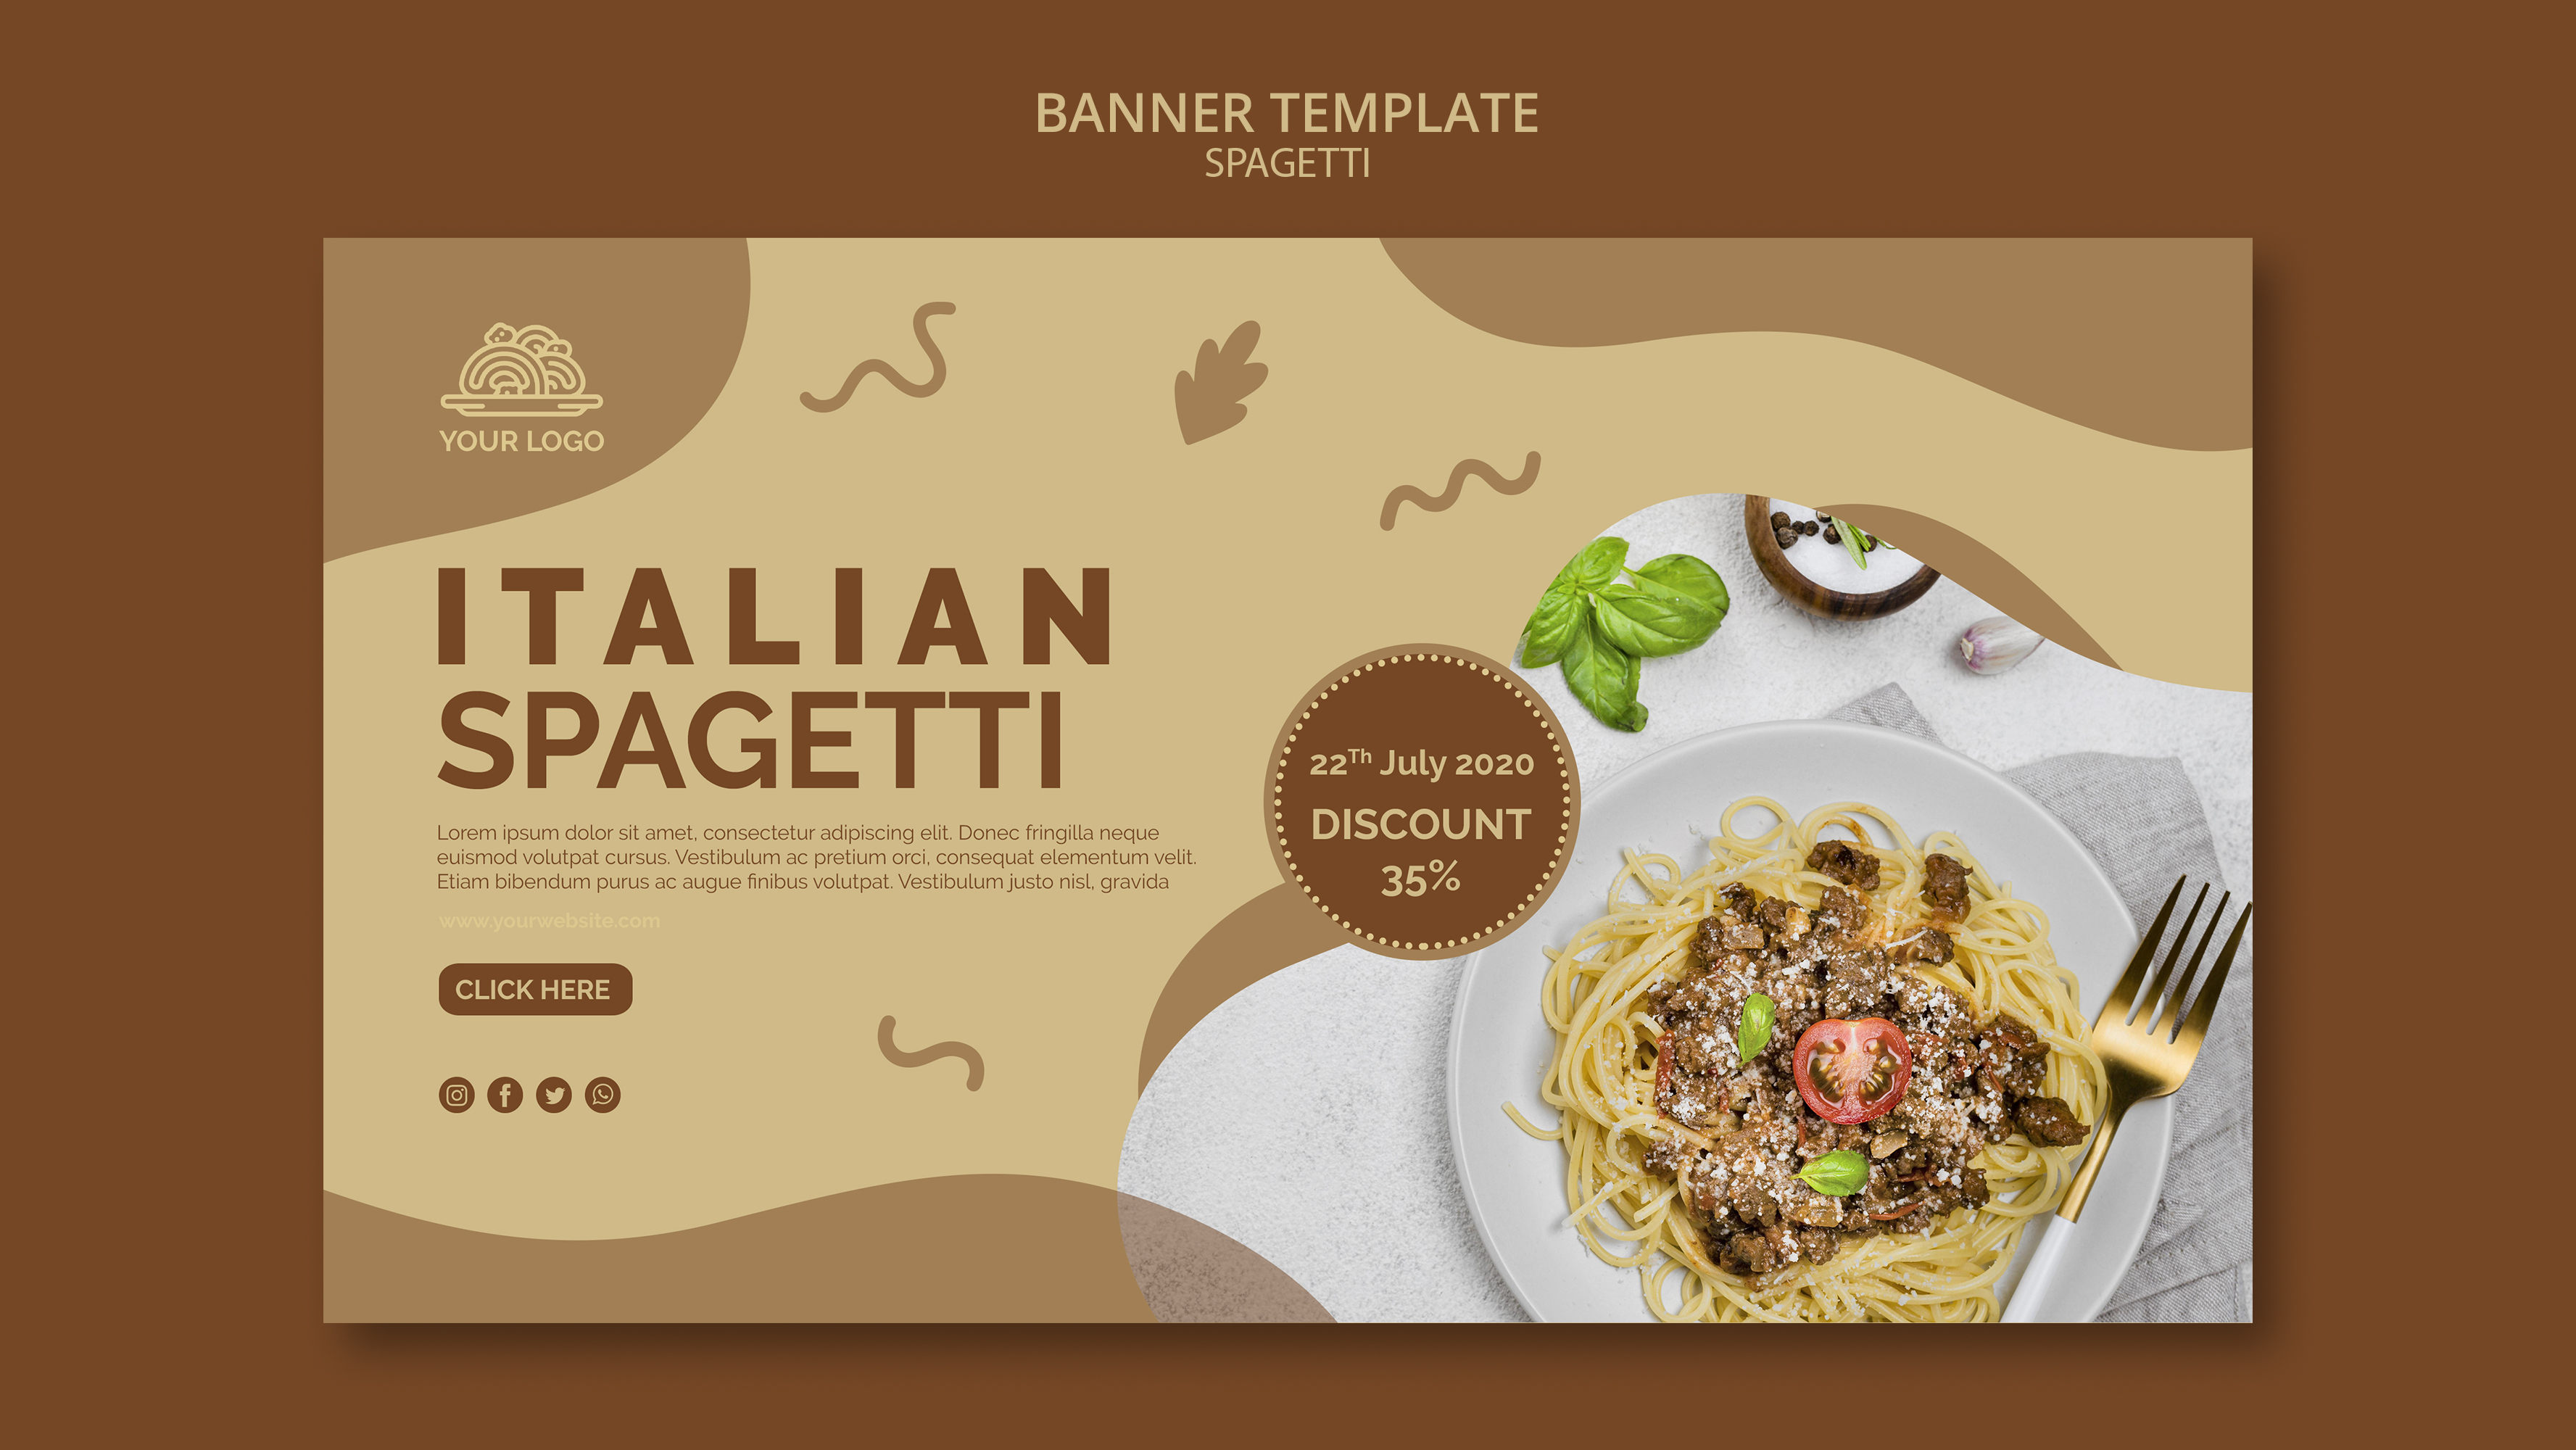 BANNER TEMPLATE
SPAGETTI
YOUR LOGO
ITALIAN
SPAGETTI
Lorem ipsum dolor sit amet, consectetur adipiscing elit. Donec fringilla neque
euismod volutpat cursus. Vestibulum ac pretium orci, consequat elementum velit.
Etiam bibendum purus ac augue finibus volutpat. Vestibulum justo nisl, gravida
www.yourwebsite.com
CLICK HERE
22Th July 2020
DISCOUNT
35%